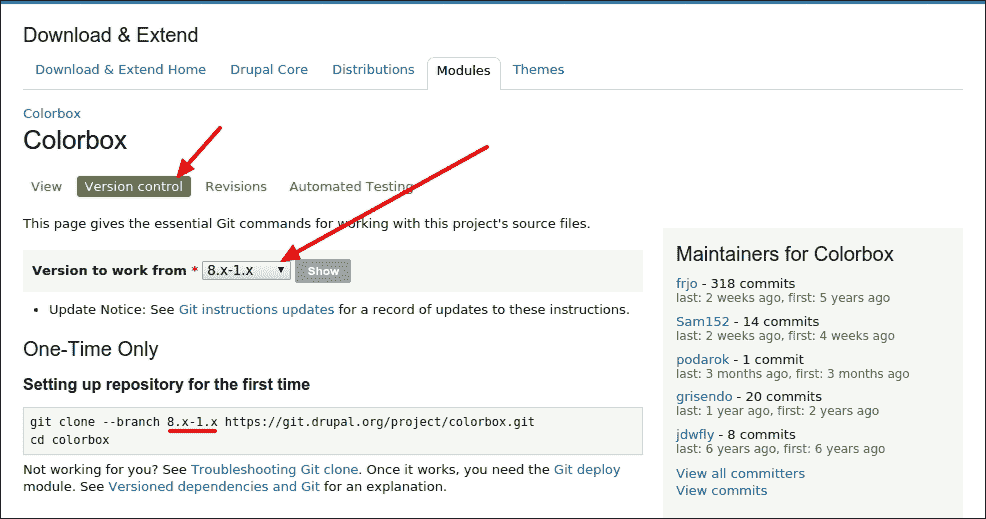 Download & Extend
Download & Extend Home Drupal Core Distributions Modules Themes
Colorbox
Colorbox
View Version control Revisions Automated Testing
This page gives the essential Git commands for working with this project's source files.
Version to work from * 8.x-1.x ▼ Show
• Update Notice: See Git instructions updates for a record of updates to these instructions.
One-Time Only
Setting up repository for the first time
git clone --branch 8.x-1.x https://git.drupal.org/project/colorbox.git
cd colorbox
Not working for you? See Troubleshooting Git clone. Once it works, you need the Git deploy
module. See Versioned dependencies and Git for an explanation.
Maintainers for Colorbox
frjo - 318 commits
last: 2 weeks ago, first: 5 years ago
Sam152 - 14 commits
last: 2 weeks ago, first: 4 weeks ago
podarok - 1 commit
last: 3 months ago, first: 3 months ago
grisendo - 20 commits
last: 1 year ago, first: 2 years ago
jdwfly - 8 commits
last: 6 years ago, first: 6 years ago
View all committers
View commits